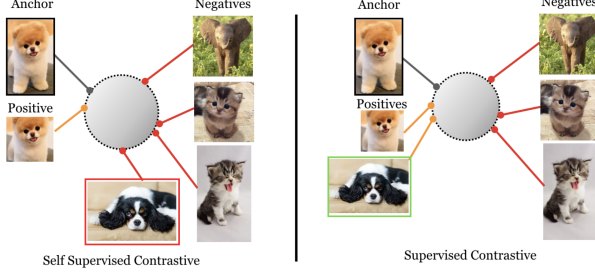 Anchor
Negatives
Positive
Self Supervised Contrastive
Anchor
Negatives
Positives
Supervised Contrastive